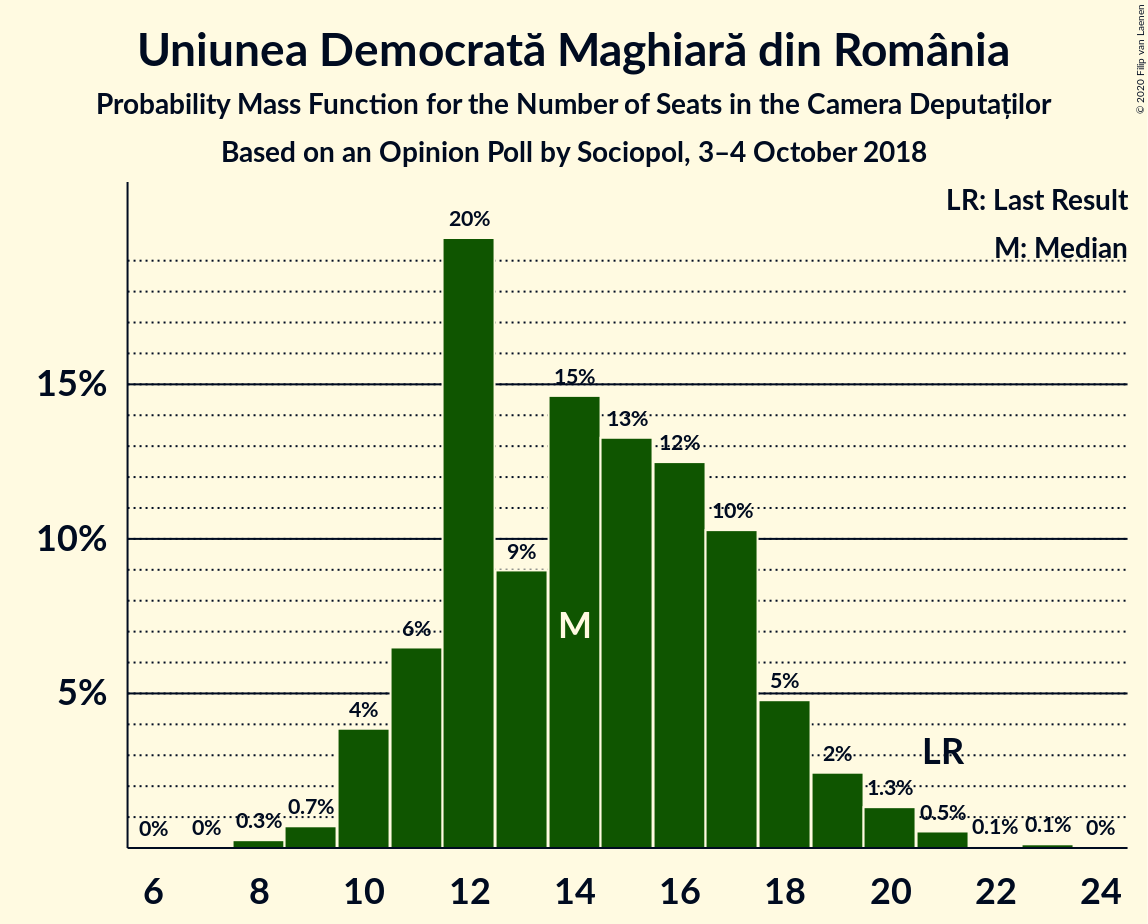 Uniunea Democrată Maghiară din România
Probability Mass Function for the Number of Seats in the Camera Deputaților
Based on an Opinion Poll by Sociopol, 3–4 October 2018
© 2020 Filip van Laenen
LR: Last Result
M: Median
15%
10%
5%
0%
0%
0.3%
0.7%
4%
6%
20%
9%
15%
13%
12%
10%
5%
2%
1.3%
0.5%
0.1%
0.1%
0%
M
LR
6 8 10 12 14 16 18 20 22 24